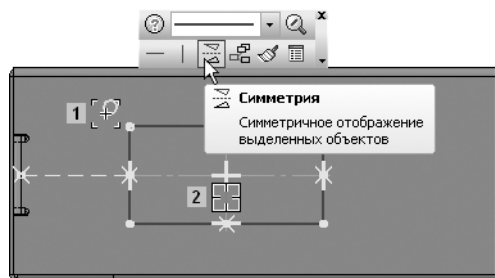 Симметрия
1
Симметричное отображение
выделенных объектов
2